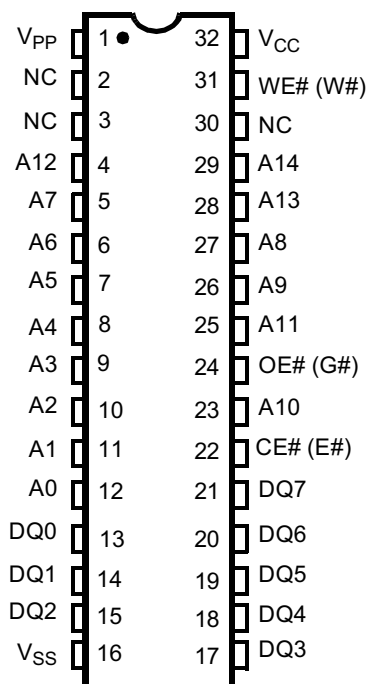 VPP 1 32 VCC
NC 2 31 WE# (W#)
NC 3 30 NC
A12 4 29 A14
A7 5 28 A13
A6 6 27 A8
A5 7 26 A9
A4 8 25 A11
A3 9 24 OE# (G#)
A2 10 23 A10
A1 11 22 CE# (E#)
A0 12 21 DQ7
DQ0 13 20 DQ6
DQ1 14 19 DQ5
DQ2 15 18 DQ4
VSS 16 17 DQ3